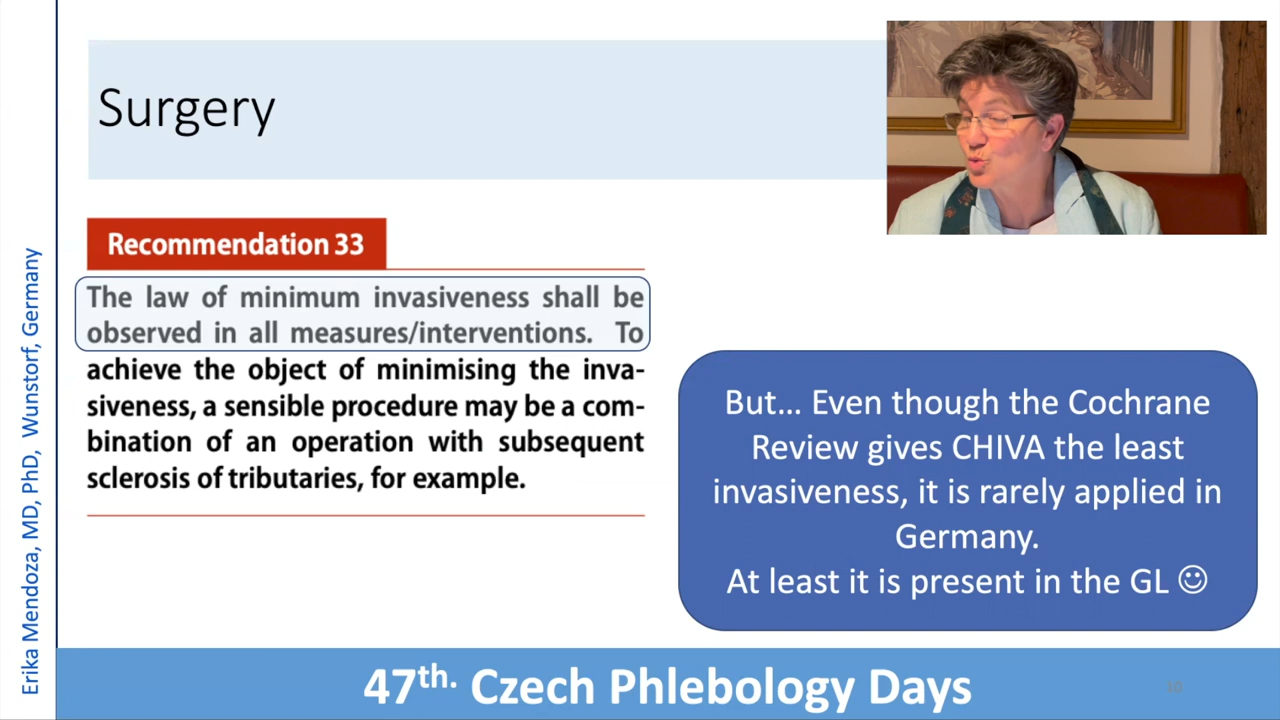 Surgery
Recommendation 33
The law of minimum invasiveness shall be
observed in all measures/interventions. To
achieve the object of minimising the inva-
siveness, a sensible procedure may be a com-
bination of an operation with subsequent
sclerosis of tributaries, for example.
But... Even though the Cochrane
Review gives CHIVA the least
invasiveness, it is rarely applied in
Germany.
At least it is present in the GL ☺
Erika Mendoza, MD, PhD, Wunstorf, Germany
47th. Czech Phlebology Days
10